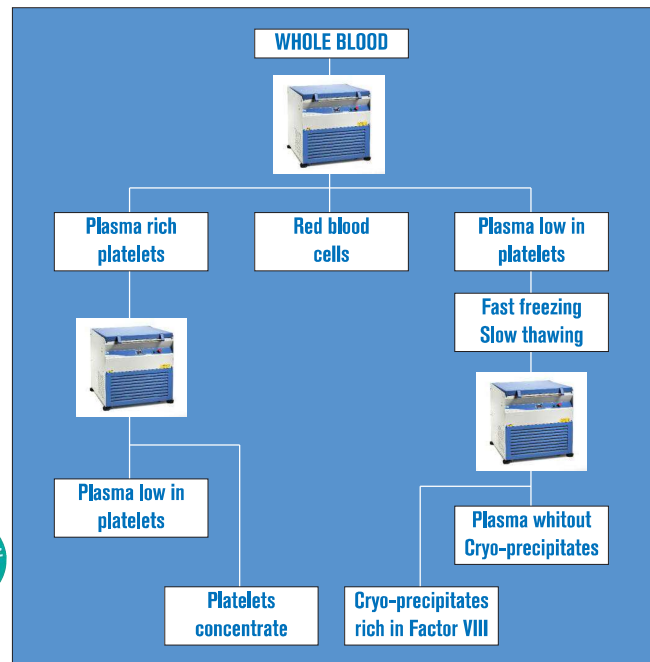 WHOLE BLOOD
Plasma rich
platelets
Red blood
cells
Plasma low in
platelets
Fast freezing
Slow thawing
Plasma low in
platelets
Plasma whitout
Cryo-precipitates
Platelets
concentrate
Cryo-precipitates
rich in Factor VIII